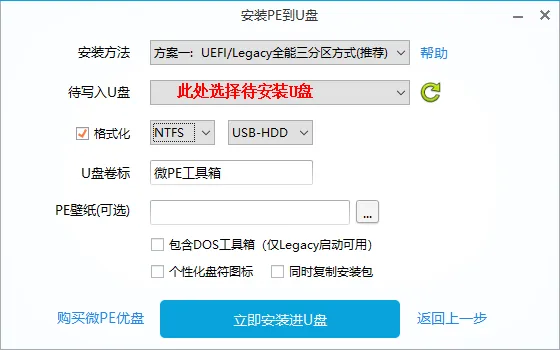 安装PE到U盘
安装方法 方案一：UEFI/Legacy全能三分区方式(推荐) 帮助
待写入U盘 此处选择待安装U盘
格式化 NTFS USB-HDD
U盘卷标 微PE工具箱
PE壁纸(可选) ...
包含DOS工具箱（仅Legacy启动可用）
个性化盘符图标 同时复制安装包
购买微PE优盘 立即安装进U盘 返回上一步